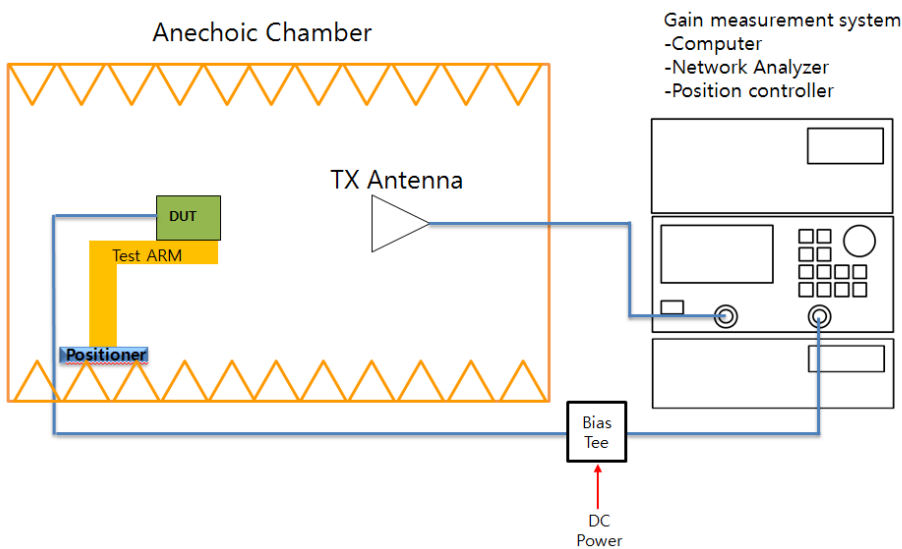 Anechoic Chamber
Gain measurement system
-Computer
-Network Analyzer
-Position controller
TX Antenna
DUT
Test ARM
Positioner
Bias
Tee
DC
Power